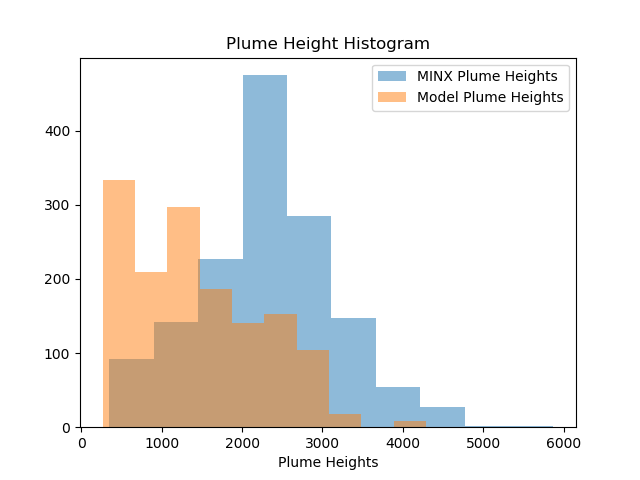 Plume Height Histogram
MINX Plume Heights
Model Plume Heights
400
300
200
100
0
0 1000 2000 3000 4000 5000 6000
Plume Heights